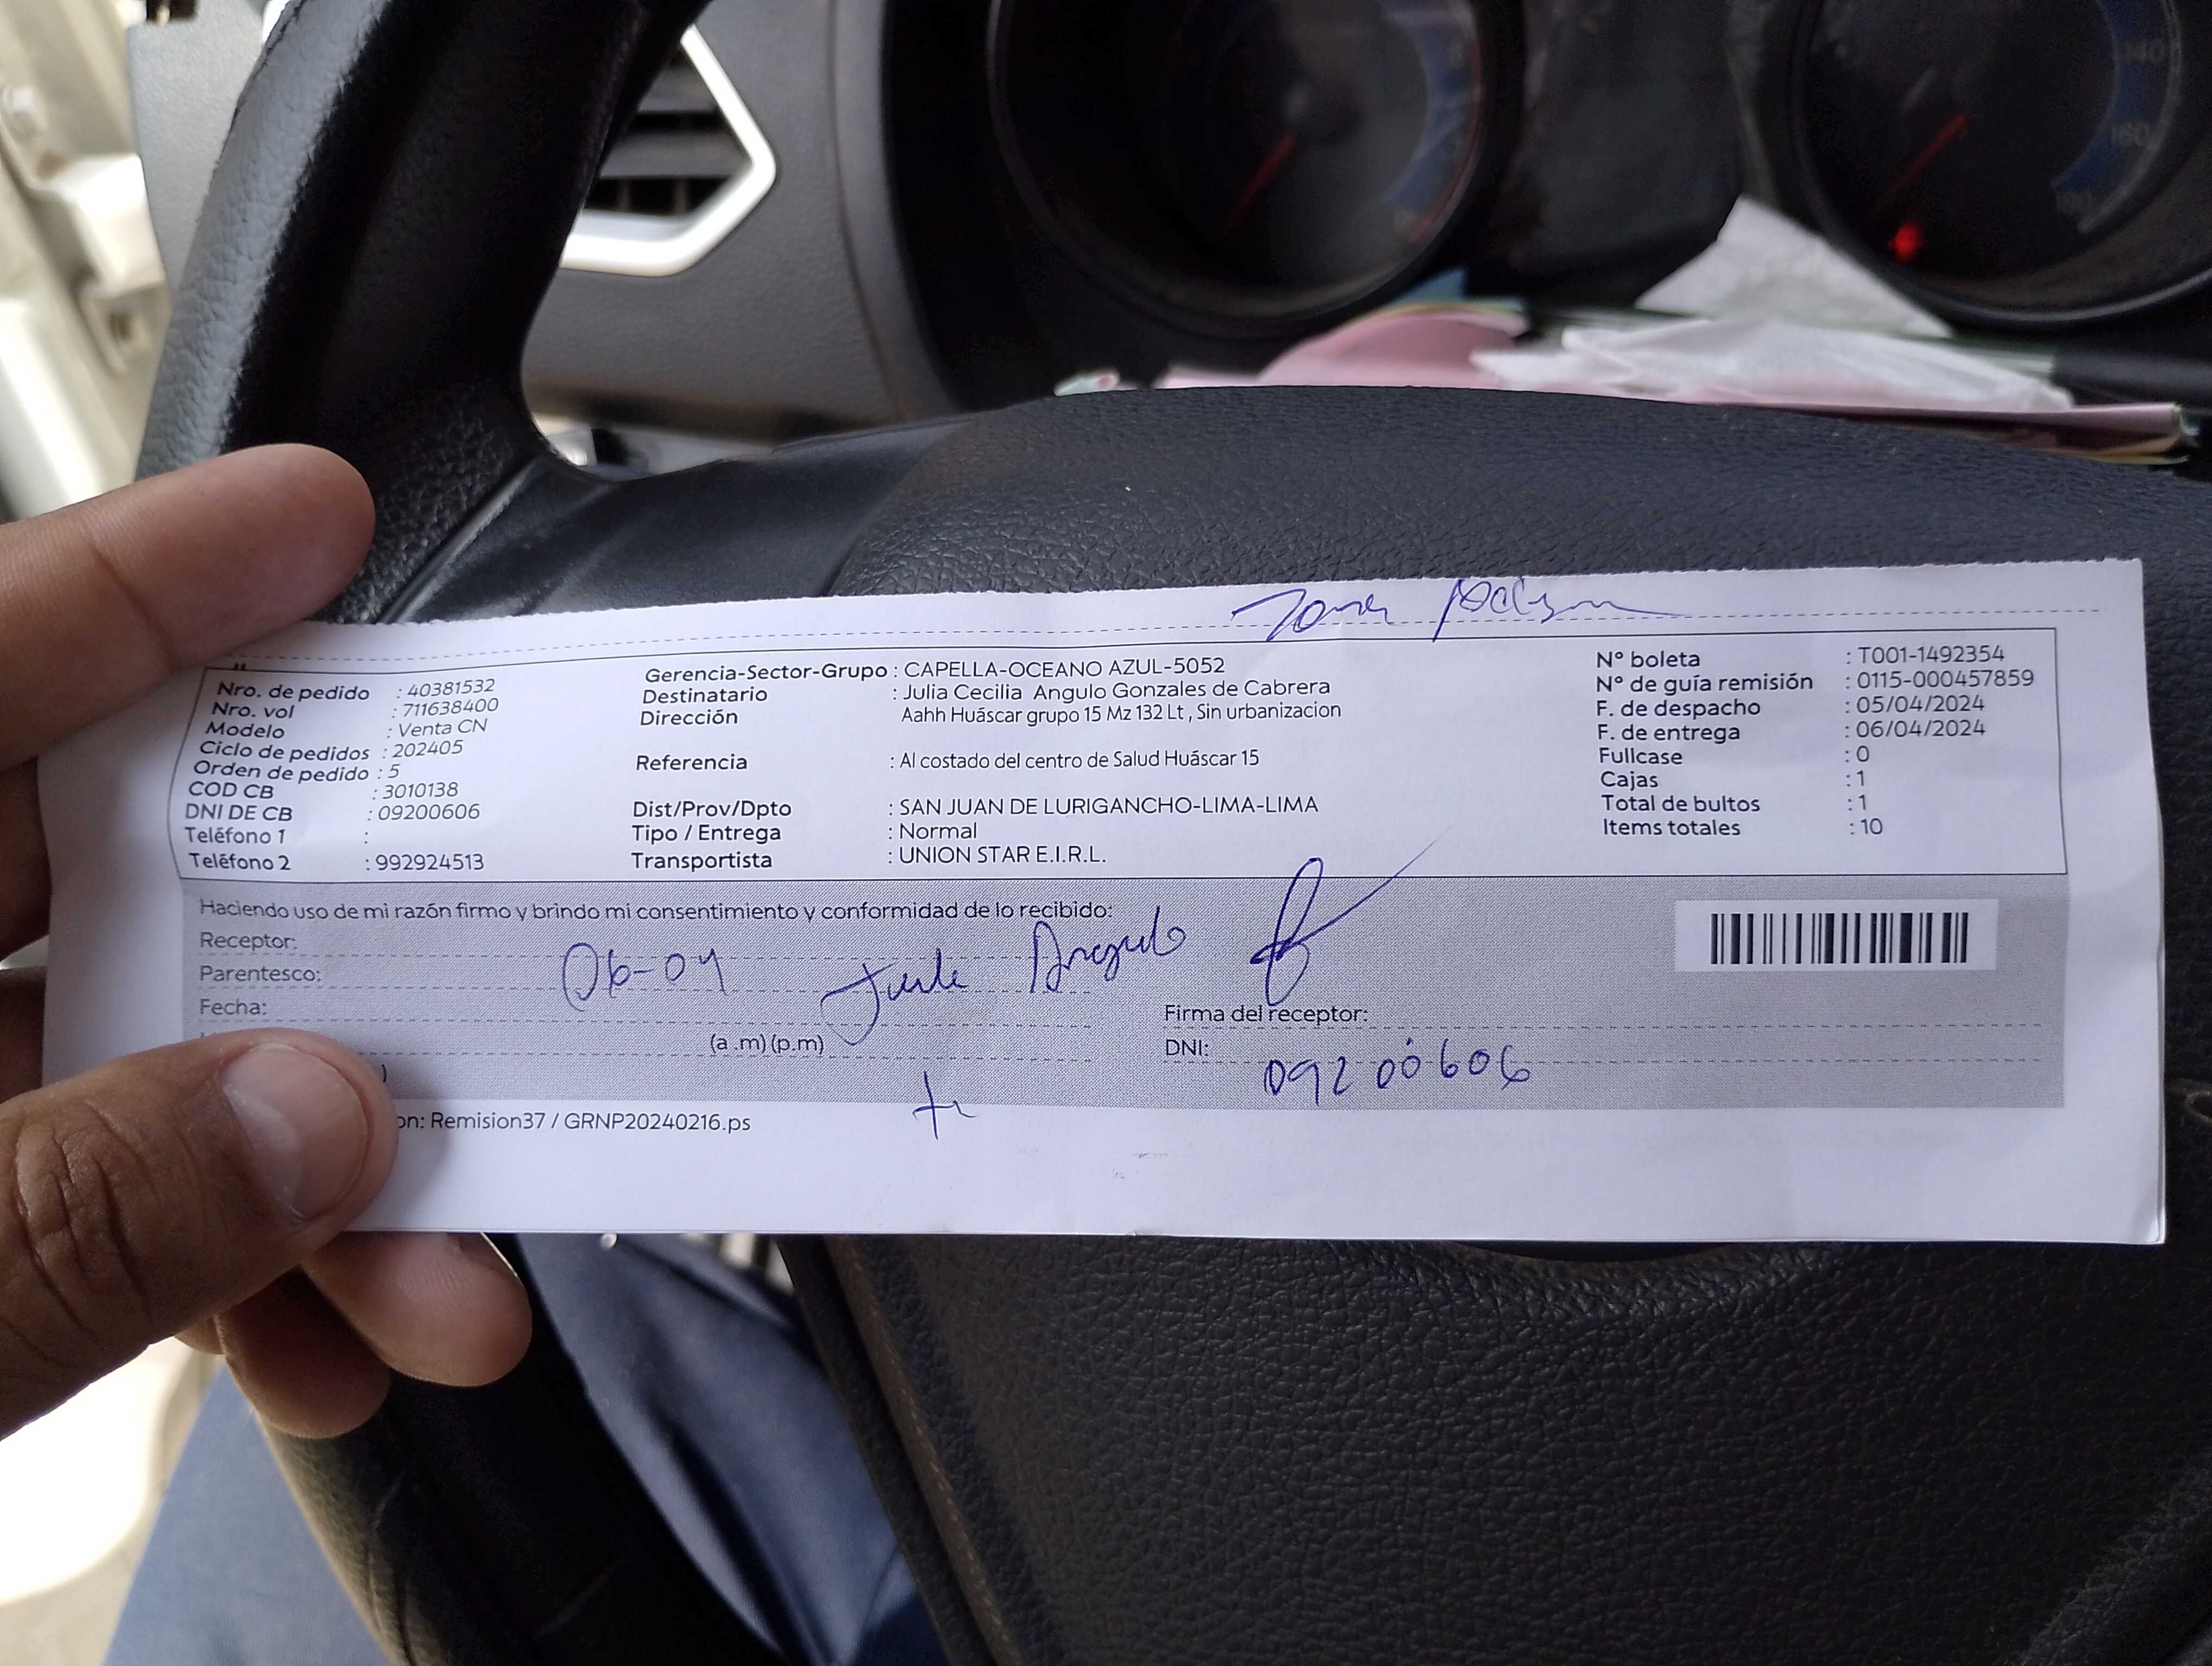 Nro. de pedido : 40381532
Nro. vol : 711638400
Modelo : Venta CN
Ciclo de pedidos : 202405
Orden de pedido : 5
COD CB : 3010138
DNI DE CB : 09200606
Teléfono 1 :
Teléfono 2 : 992924513
Gerencia-Sector-Grupo : CAPELLA-OCEANO AZUL-5052
Destinatario : Julia Cecilia Angulo Gonzales de Cabrera
Dirección Aahh Huáscar grupo 15 Mz 132 Lt , Sin urbanizacion
Referencia : Al costado del centro de Salud Huáscar 15
Dist/Prov/Dpto : SAN JUAN DE LURIGANCHO-LIMA-LIMA
Tipo / Entrega : Normal
Transportista : UNION STAR E.I.R.L.
N° boleta : T001-1492354
N° de guía remisión : 0115-000457859
F. de despacho : 05/04/2024
F. de entrega : 06/04/2024
Fullcase : 0
Cajas : 1
Total de bultos : 1
Items totales : 10
Haciendo uso de mi razón firmo y brindo mi consentimiento y conformidad de lo recibido:
Receptor:
Parentesco:
06-04 Angulo
Fecha:
(a .m) (p.m)
Firma del receptor:
DNI: 09200606
on: Remision37 / GRNP20240216.ps
140
160